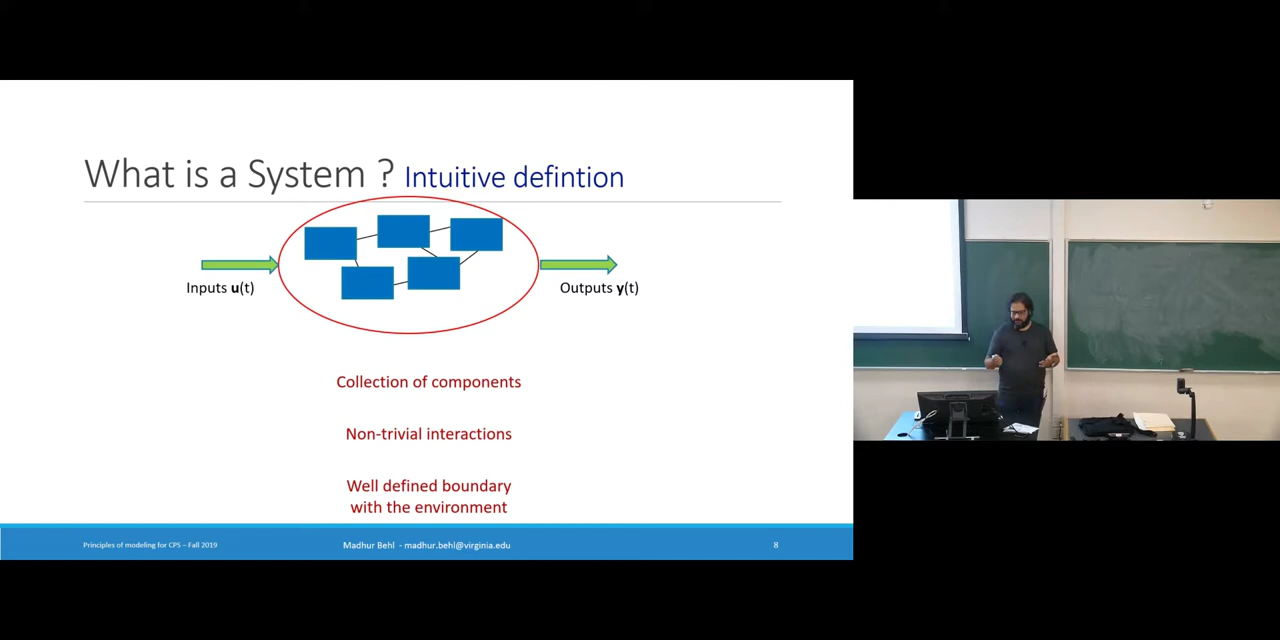 What is a System ? Intuitive defintion
Inputs u(t)
Outputs y(t)
Collection of components
Non-trivial interactions
Well defined boundary
with the environment
Principles of modeling for CPS – Fall 2019
Madhur Behl - madhur.behl@virginia.edu
8